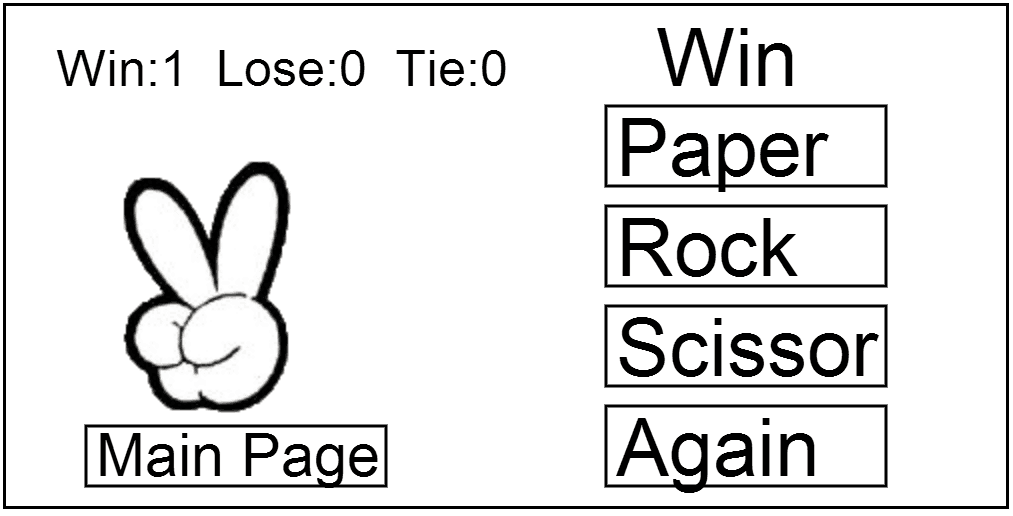 Win:1 Lose:0 Tie:0
Win
Paper
Rock
Scissor
Again
Main Page